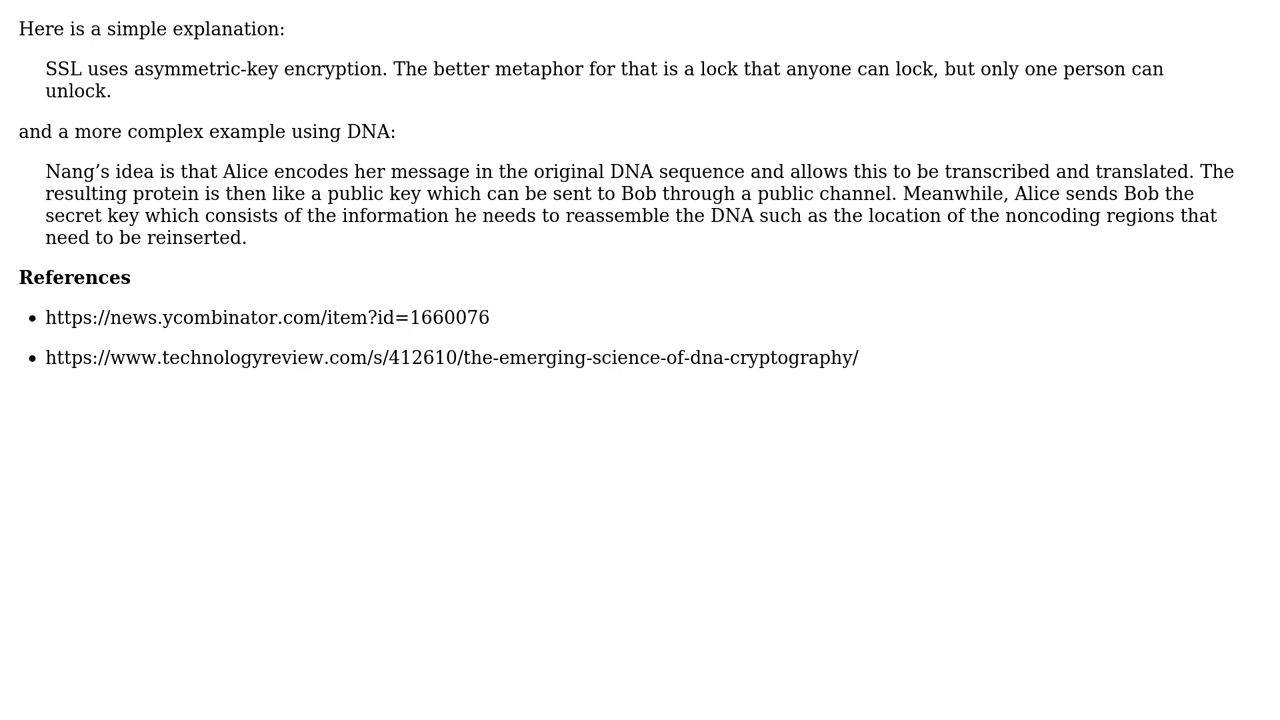 Here is a simple explanation:
SSL uses asymmetric-key encryption. The better metaphor for that is a lock that anyone can lock, but only one person can
unlock.
and a more complex example using DNA:
Nang’s idea is that Alice encodes her message in the original DNA sequence and allows this to be transcribed and translated. The
resulting protein is then like a public key which can be sent to Bob through a public channel. Meanwhile, Alice sends Bob the
secret key which consists of the information he needs to reassemble the DNA such as the location of the noncoding regions that
need to be reinserted.
References
• https://news.ycombinator.com/item?id=1660076
• https://www.technologyreview.com/s/412610/the-emerging-science-of-dna-cryptography/